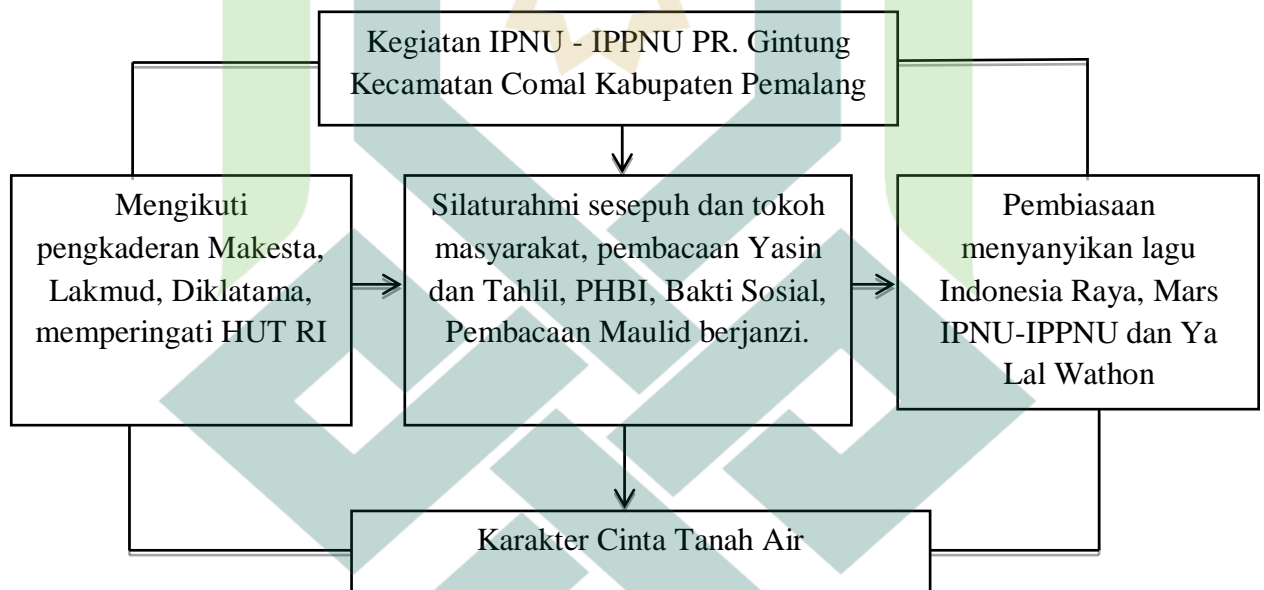 Kegiatan IPNU - IPPNU PR. Gintung
Kecamatan Comal Kabupaten Pemalang
Mengikuti
pengkaderan Makesta,
Lakmud, Diklatama,
memperingati HUT RI
Silaturahmi sesepuh dan tokoh
masyarakat, pembacaan Yasin
dan Tahlil, PHBI, Bakti Sosial,
Pembacaan Maulid berjanzi.
Pembiasaan
menyanyikan lagu
Indonesia Raya, Mars
IPNU-IPPNU dan Ya
Lal Wathon
Karakter Cinta Tanah Air